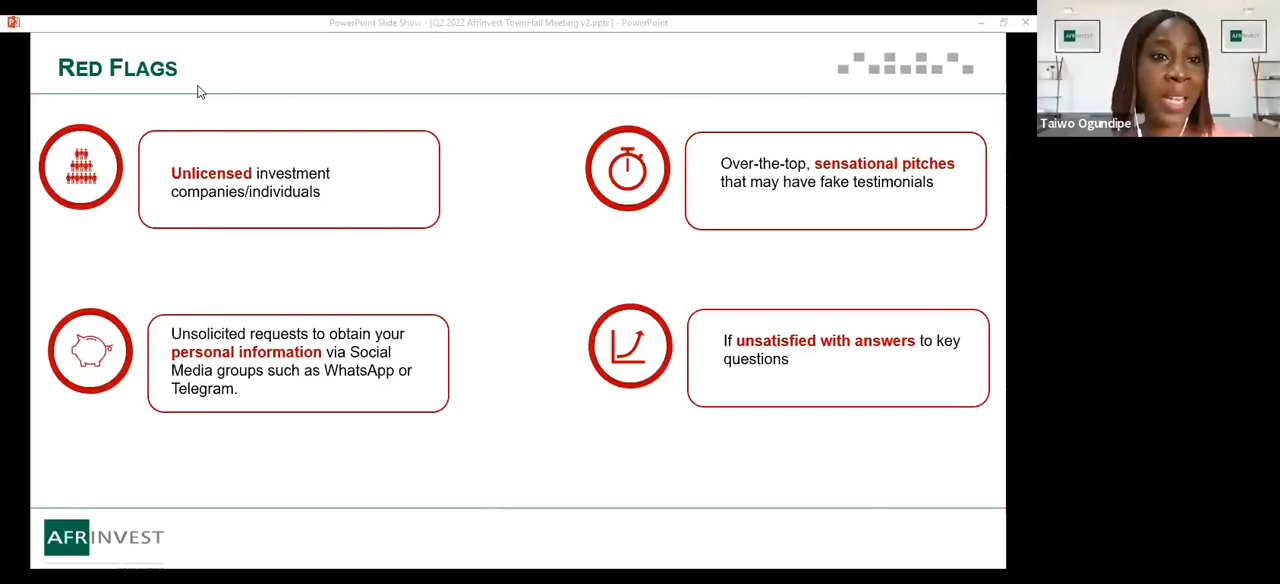 PowerPoint Slide Show - [Q2 2022 Afrinvest TownHall Meeting v2.pptx] - PowerPoint
RED FLAGS
AFRINVEST
AFRINVEST
Taiwo Ogundipe
Unlicensed investment
companies/individuals
Over-the-top, sensational pitches
that may have fake testimonials
Unsolicited requests to obtain your
personal information via Social
Media groups such as WhatsApp or
Telegram.
If unsatisfied with answers to key
questions
AFRINVEST